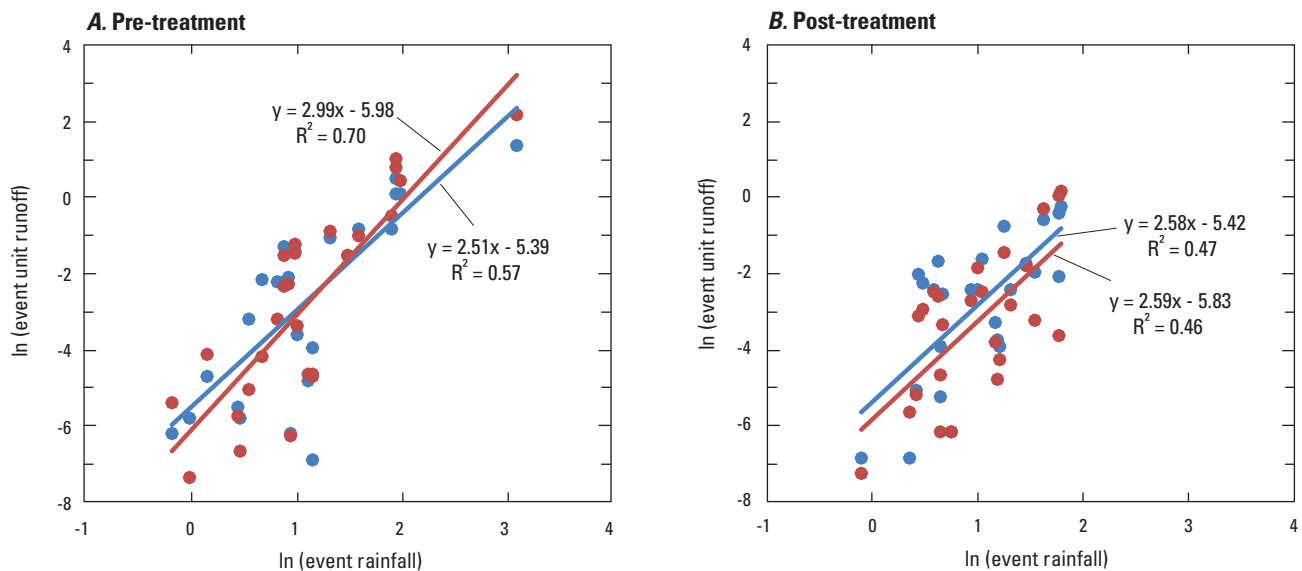 A. Pre-treatment
4
2
0
-2
-4
-6
-8
-1
0
1
2
3
4
ln (event unit runoff)
ln (event rainfall)
y = 2.99x - 5.98
R² = 0.70
y = 2.51x - 5.39
R² = 0.57
B. Post-treatment
4
2
0
-2
-4
-6
-8
-1
0
1
2
3
4
ln (event unit runoff)
ln (event rainfall)
y = 2.58x - 5.42
R² = 0.47
y = 2.59x - 5.83
R² = 0.46